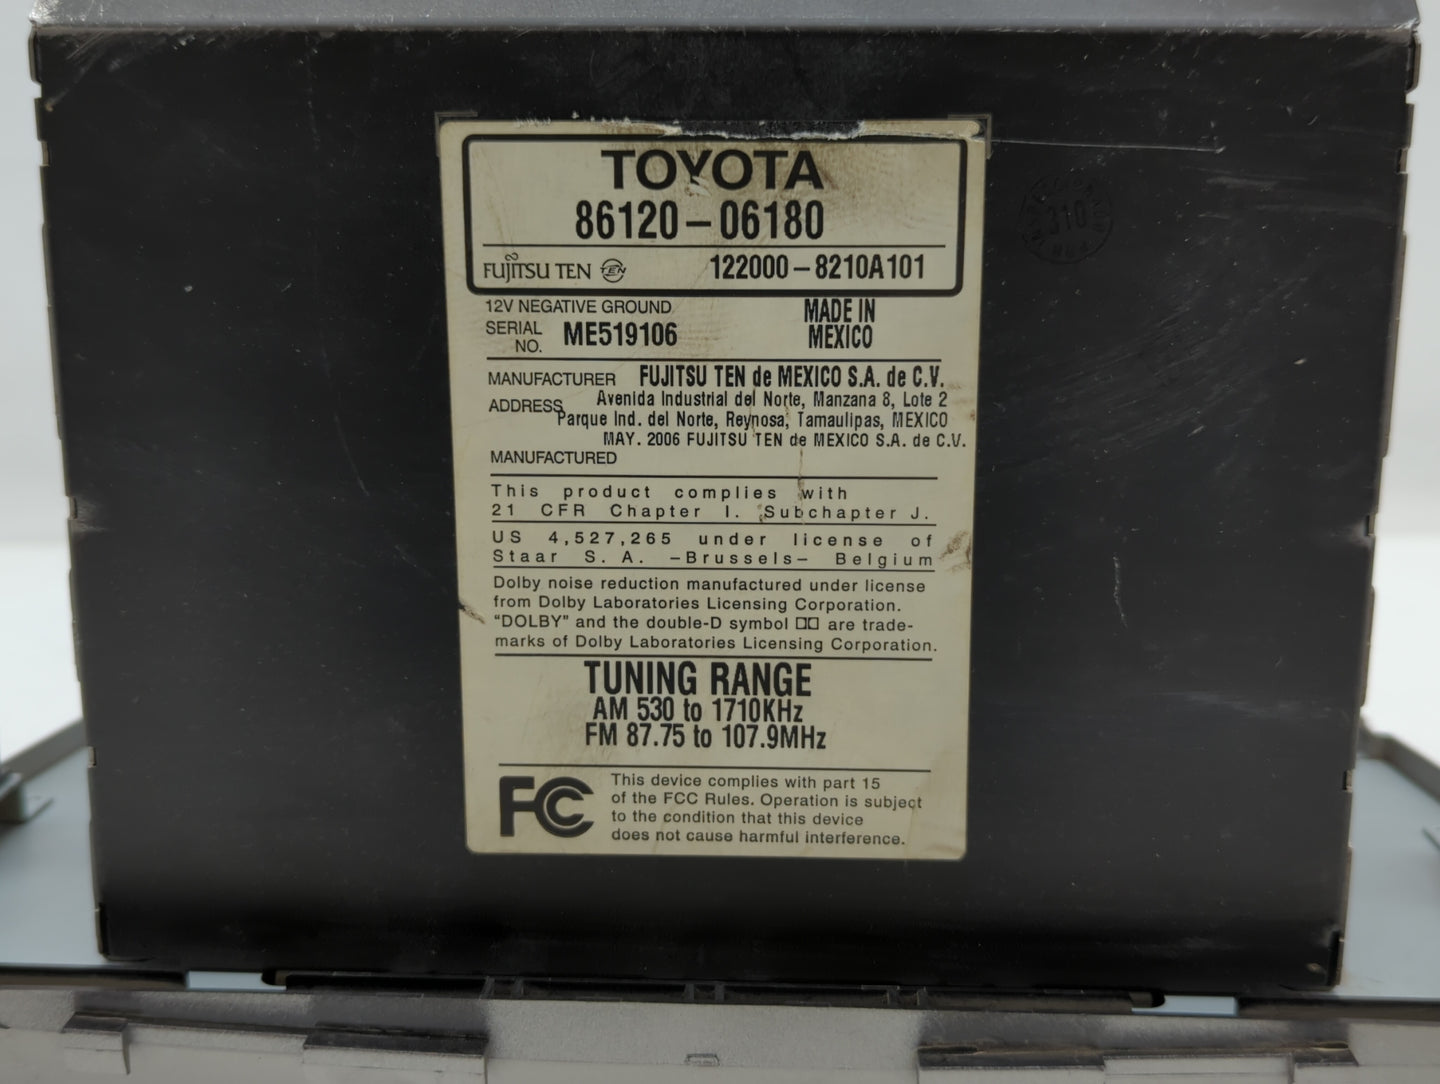 TOYOTA
86120-06180
FUJITSU TEN TEN 122000-8210A101
12V NEGATIVE GROUND MADE IN
SERIAL NO. ME519106 MEXICO
MANUFACTURER FUJITSU TEN de MEXICO S.A. de C.V.
ADDRESS Avenida Industrial del Norte, Manzana 8, Lote 2
Parque Ind. del Norte, Reynosa, Tamaulipas, MEXICO
MAY. 2006 FUJITSU TEN de MEXICO S.A. de C.V.
MANUFACTURED
This product complies with
21 CFR Chapter I. Subchapter J.
US 4,527,265 under license of
Staar S. A. -Brussels- Belgium
Dolby noise reduction manufactured under license
from Dolby Laboratories Licensing Corporation.
"DOLBY" and the double-D symbol □□ are trade-
marks of Dolby Laboratories Licensing Corporation.
TUNING RANGE
AM 530 to 1710KHz
FM 87.75 to 107.9MHz
FC This device complies with part 15
of the FCC Rules. Operation is subject
to the condition that this device
does not cause harmful interference.
310